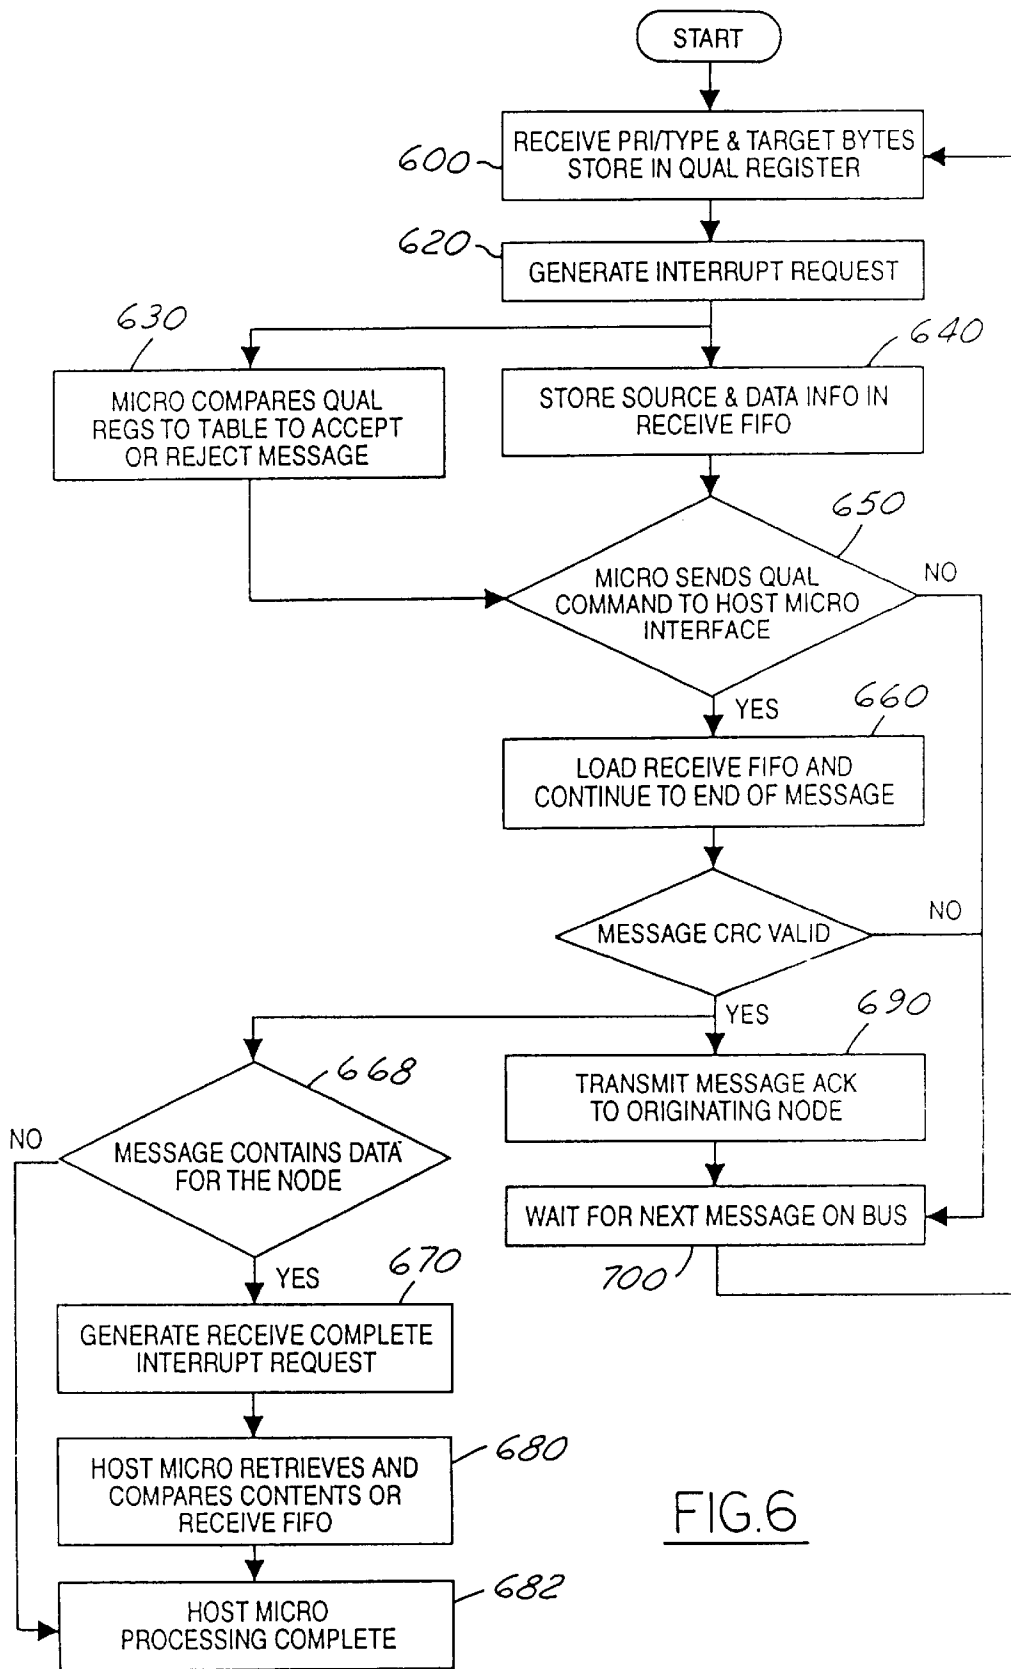 START
600
RECEIVE PRI/TYPE & TARGET BYTES
STORE IN QUAL REGISTER
620
GENERATE INTERRUPT REQUEST
630
MICRO COMPARES QUAL
REGS TO TABLE TO ACCEPT
OR REJECT MESSAGE
640
STORE SOURCE & DATA INFO IN
RECEIVE FIFO
650
MICRO SENDS QUAL
COMMAND TO HOST MICRO
INTERFACE
NO
YES
660
LOAD RECEIVE FIFO AND
CONTINUE TO END OF MESSAGE
MESSAGE CRC VALID
NO
YES
690
TRANSMIT MESSAGE ACK
TO ORIGINATING NODE
668
NO
MESSAGE CONTAINS DATA
FOR THE NODE
WAIT FOR NEXT MESSAGE ON BUS
700
YES
670
GENERATE RECEIVE COMPLETE
INTERRUPT REQUEST
680
HOST MICRO RETRIEVES AND
COMPARES CONTENTS OR
RECEIVE FIFO
682
HOST MICRO
PROCESSING COMPLETE
FIG.6